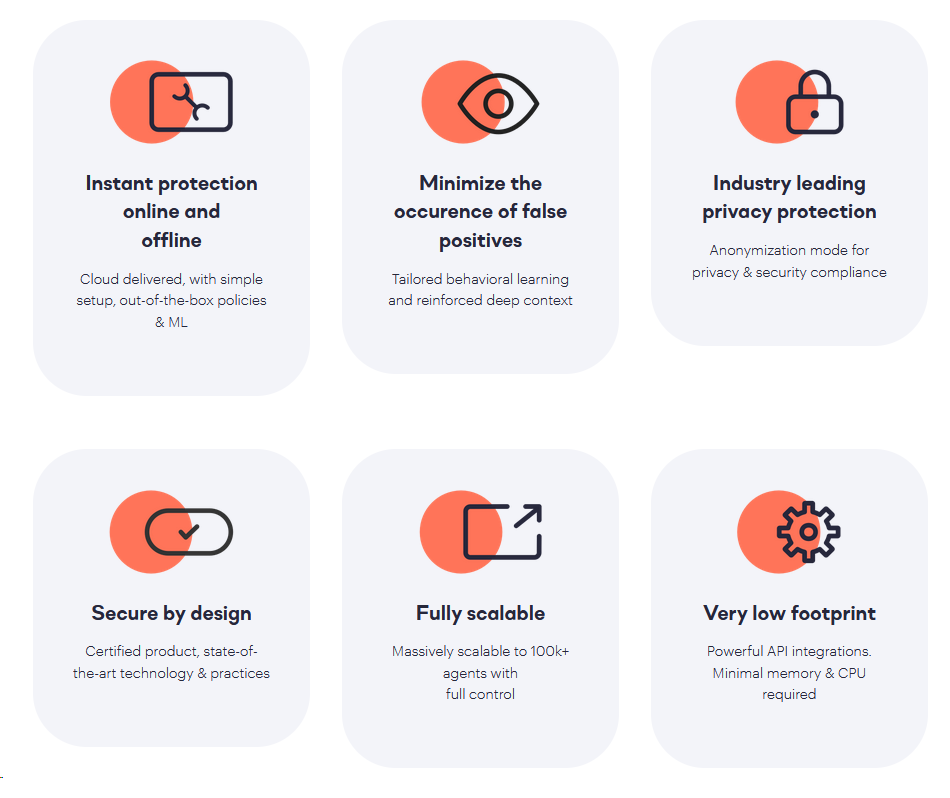 Instant protection
online and
offline
Cloud delivered, with simple
setup, out-of-the-box policies
& ML
Minimize the
occurence of false
positives
Tailored behavioral learning
and reinforced deep context
Industry leading
privacy protection
Anonymization mode for
privacy & security compliance
Secure by design
Certified product, state-of-
the-art technology & practices
Fully scalable
Massively scalable to 100k+
agents with
full control
Very low footprint
Powerful API integrations.
Minimal memory & CPU
required